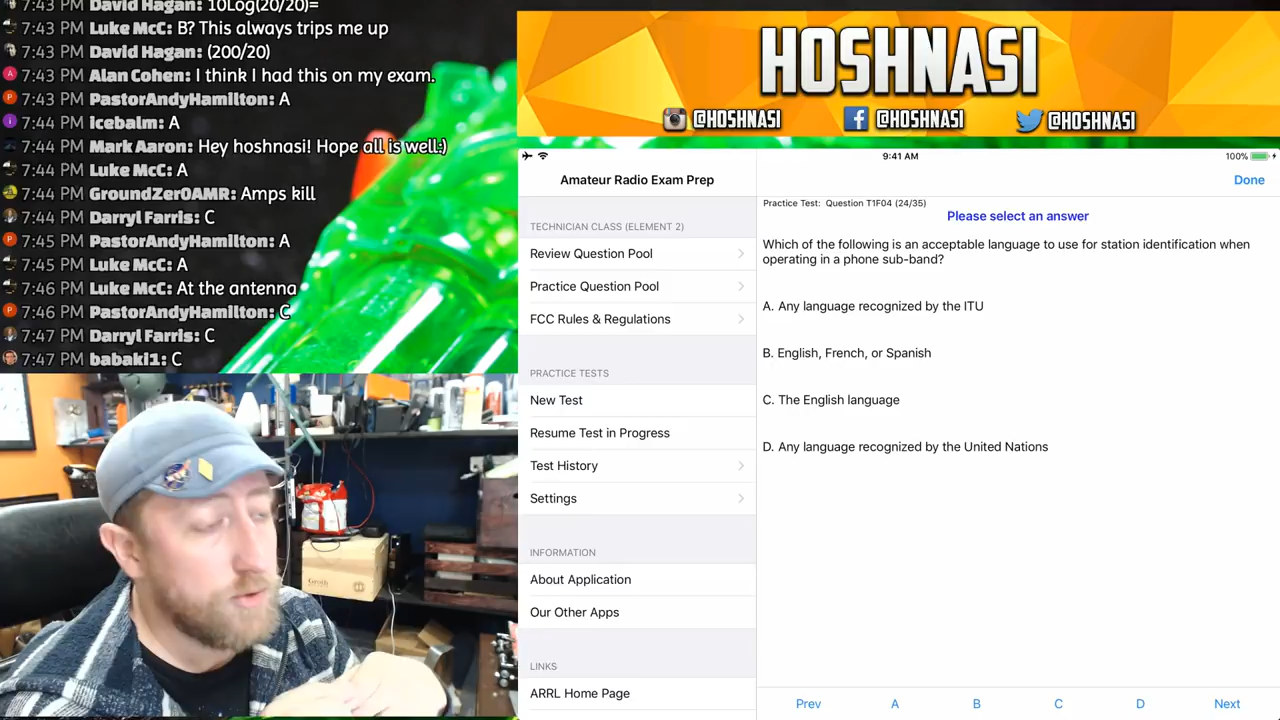 7:43 PM David Hagan: 10Log(20/20)=
7:43 PM Luke McC: B? This always trips me up
7:43 PM David Hagan: (200/20)
7:43 PM Alan Cohen: I think I had this on my exam.
7:43 PM PastorAndyHamilton: A
7:44 PM icebalm: A
7:44 PM Mark Aaron: Hey hoshnasi! Hope all is well:)
7:44 PM Luke McC: A
7:44 PM GroundZer0AMR: Amps kill
7:44 PM Darryl Farris: C
7:45 PM PastorAndyHamilton: A
7:45 PM Luke McC: A
7:46 PM Luke McC: At the antenna
7:46 PM PastorAndyHamilton: C
7:47 PM Darryl Farris: C
7:47 PM babaki1: C
HOSHNASI
@HOSHNASI @HOSHNASI @HOSHNASI
9:41 AM 100%
Amateur Radio Exam Prep
TECHNICIAN CLASS (ELEMENT 2)
Review Question Pool
Practice Question Pool
FCC Rules & Regulations
PRACTICE TESTS
New Test
Resume Test in Progress
Test History
Settings
INFORMATION
About Application
Our Other Apps
LINKS
ARRL Home Page
Done
Practice Test: Question T1F04 (24/35)
Please select an answer
Which of the following is an acceptable language to use for station identification when
operating in a phone sub-band?
A. Any language recognized by the ITU
B. English, French, or Spanish
C. The English language
D. Any language recognized by the United Nations
Prev A B C D Next